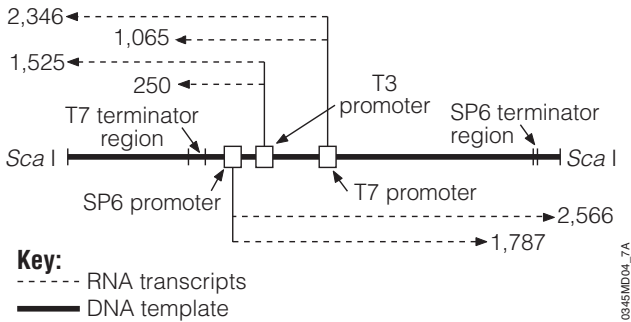 2,346
1,065
1,525
250
T3
promoter
T7 terminator
region
SP6 terminator
region
Sca I
Sca I
SP6 promoter
T7 promoter
2,566
1,787
Key:
RNA transcripts
DNA template
0345MD04_7A